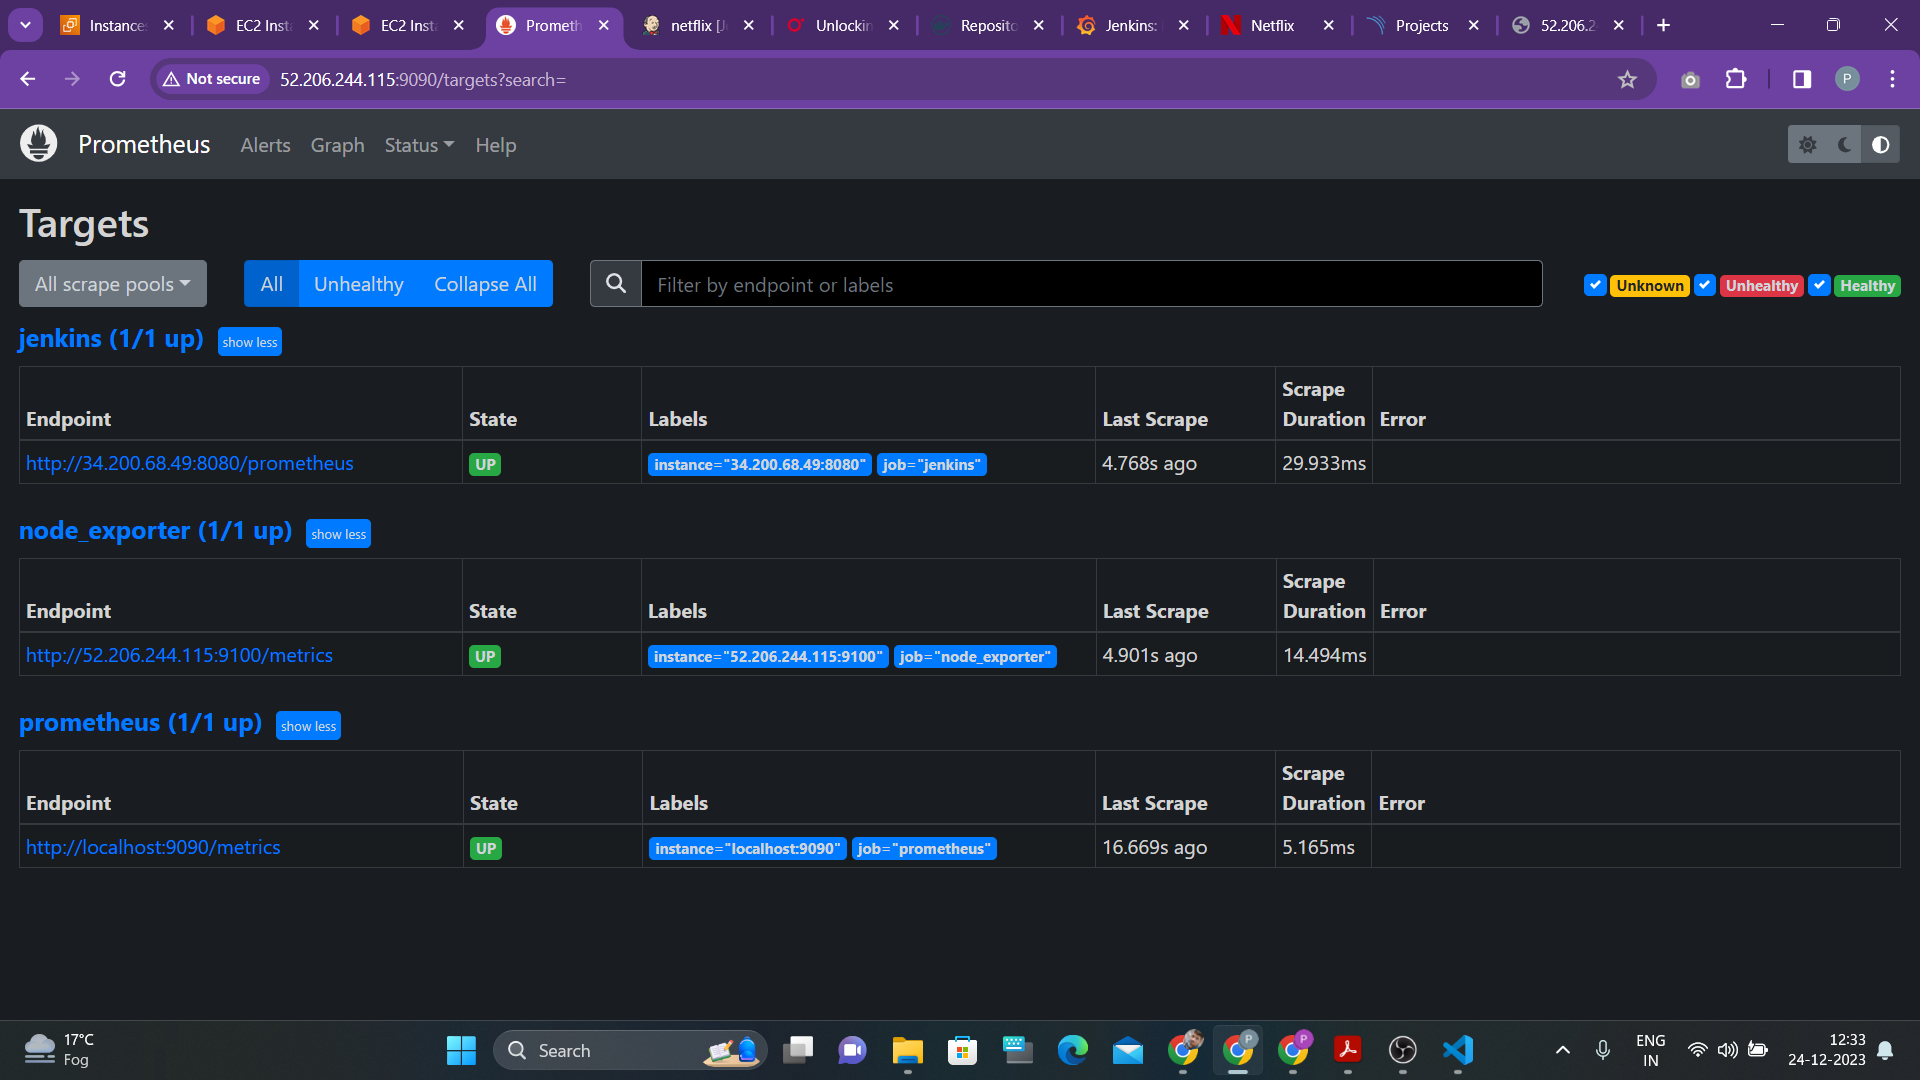 Instances
EC2 Inst
EC2 Inst
Prometh
netflix [Je
Unlockin
Reposito
Jenkins:
Netflix
Projects
52.206.2
Not secure
52.206.244.115:9090/targets?search=
P
Prometheus
Alerts
Graph
Status
Help
Targets
All scrape pools
All
Unhealthy
Collapse All
Filter by endpoint or labels
Unknown
Unhealthy
Healthy
jenkins (1/1 up)
show less
Endpoint
State
Labels
Last Scrape
Scrape
Duration
Error
http://34.200.68.49:8080/prometheus
UP
instance="34.200.68.49:8080"
job="jenkins"
4.768s ago
29.933ms
node_exporter (1/1 up)
show less
Endpoint
State
Labels
Last Scrape
Scrape
Duration
Error
http://52.206.244.115:9100/metrics
UP
instance="52.206.244.115:9100"
job="node_exporter"
4.901s ago
14.494ms
prometheus (1/1 up)
show less
Endpoint
State
Labels
Last Scrape
Scrape
Duration
Error
http://localhost:9090/metrics
UP
instance="localhost:9090"
job="prometheus"
16.669s ago
5.165ms
17°C
Fog
Search
P
P
ENG
IN
12:33
24-12-2023